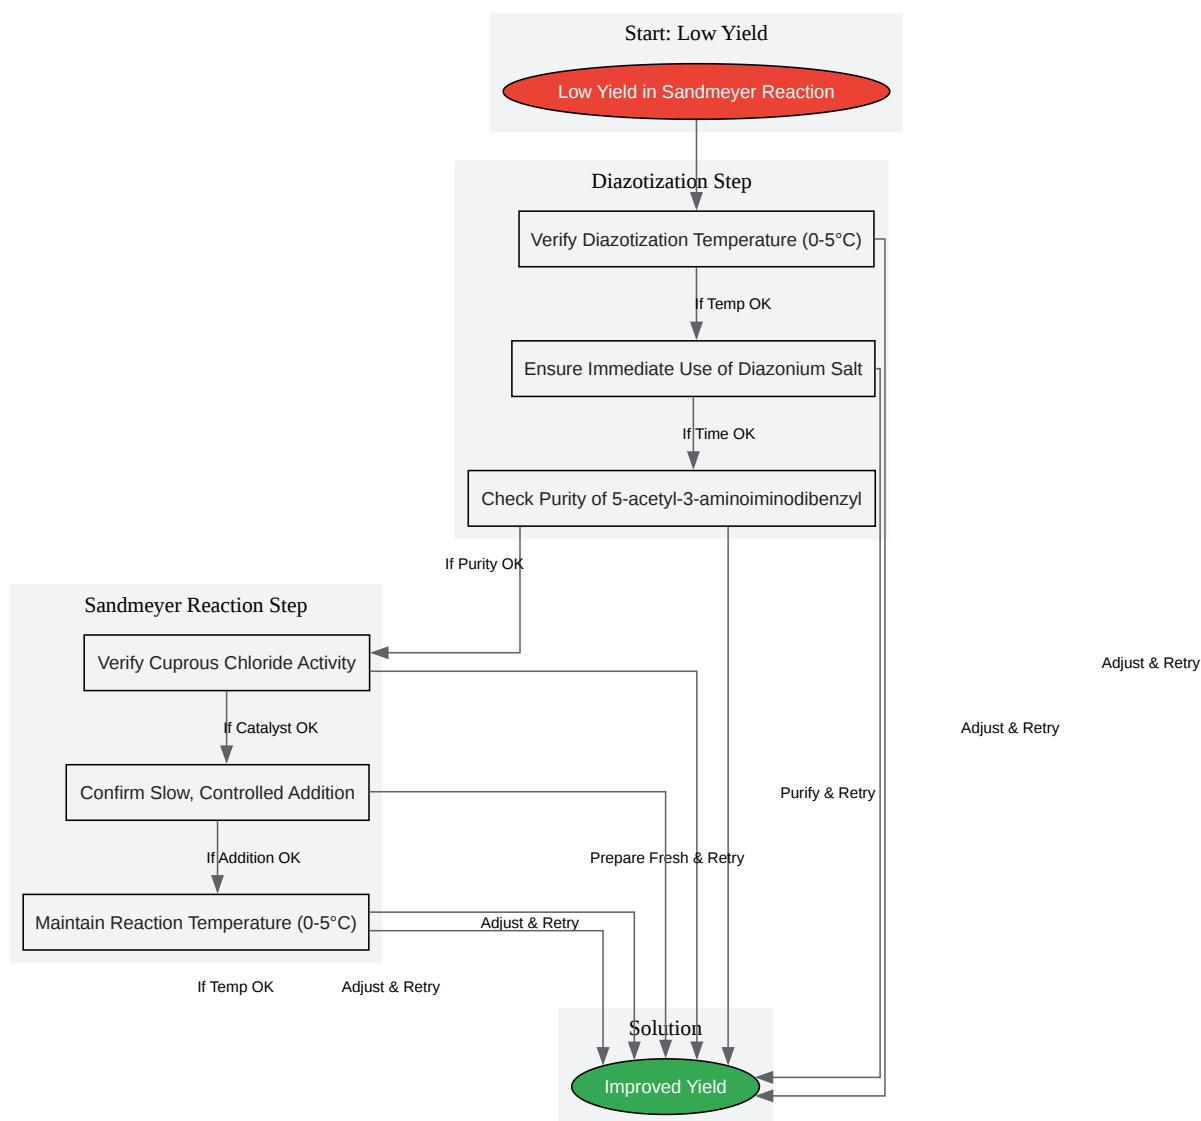 Start: Low Yield
Low Yield in Sandmeyer Reaction
Diazotization Step
Verify Diazotization Temperature (0-5°C)
If Temp OK
Ensure Immediate Use of Diazonium Salt
If Time OK
Check Purity of 5-acetyl-3-aminoiminodibenzyl
If Purity OK
Sandmeyer Reaction Step
Verify Cuprous Chloride Activity
Adjust & Retry
If Catalyst OK
Adjust & Retry
Confirm Slow, Controlled Addition
Purify & Retry
If Addition OK
Prepare Fresh & Retry
Maintain Reaction Temperature (0-5°C)
Adjust & Retry
If Temp OK
Adjust & Retry
Solution
Improved Yield